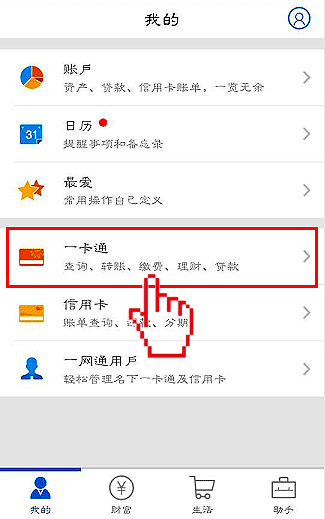 我的
账户
资产、贷款、信用卡账单，一览无余
31
日历
提醒事项和备忘录
最爱
常用操作自己定义
一卡通
查询、转账、缴费、理财、贷款
信用卡
账单查询、还款、分期
一网通用户
轻松管理名下一卡通及信用卡
我的
财富
生活
助手